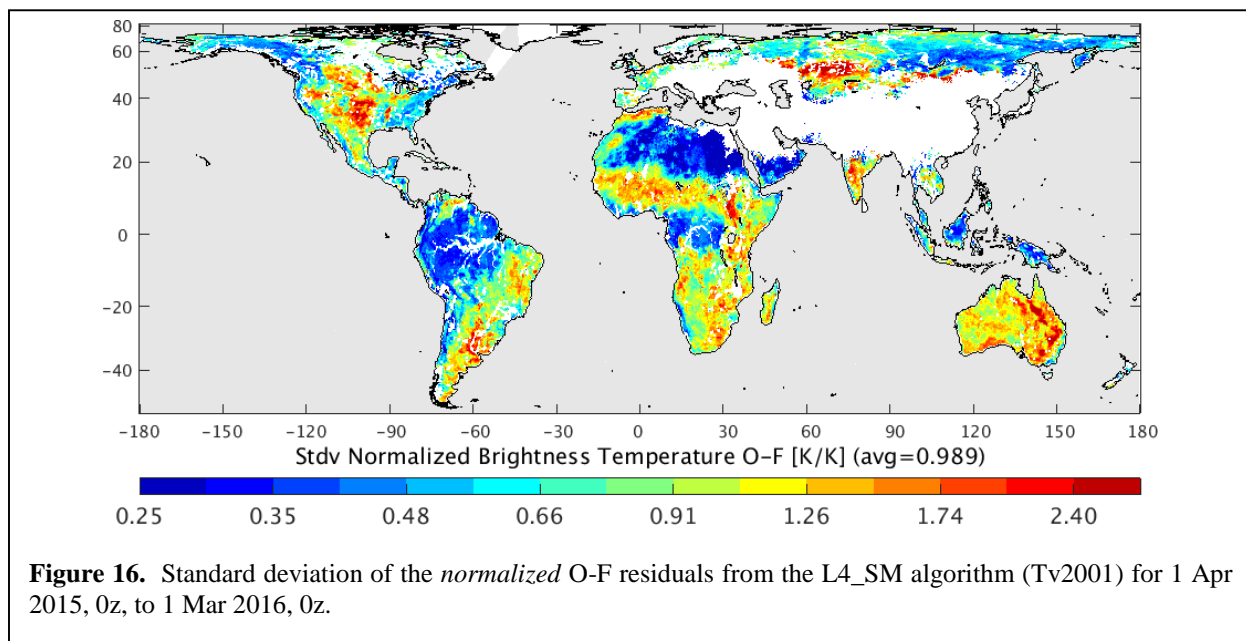 80
60
40
20
0
−20
−40
−180 −150 −120 −90 −60 −30 0 30 60 90 120 150 180
Stdv Normalized Brightness Temperature O−F [K/K] (avg=0.989)
0.25 0.35 0.48 0.66 0.91 1.26 1.74 2.40
Figure 16. Standard deviation of the normalized O-F residuals from the L4_SM algorithm (Tv2001) for 1 Apr
2015, 0z, to 1 Mar 2016, 0z.